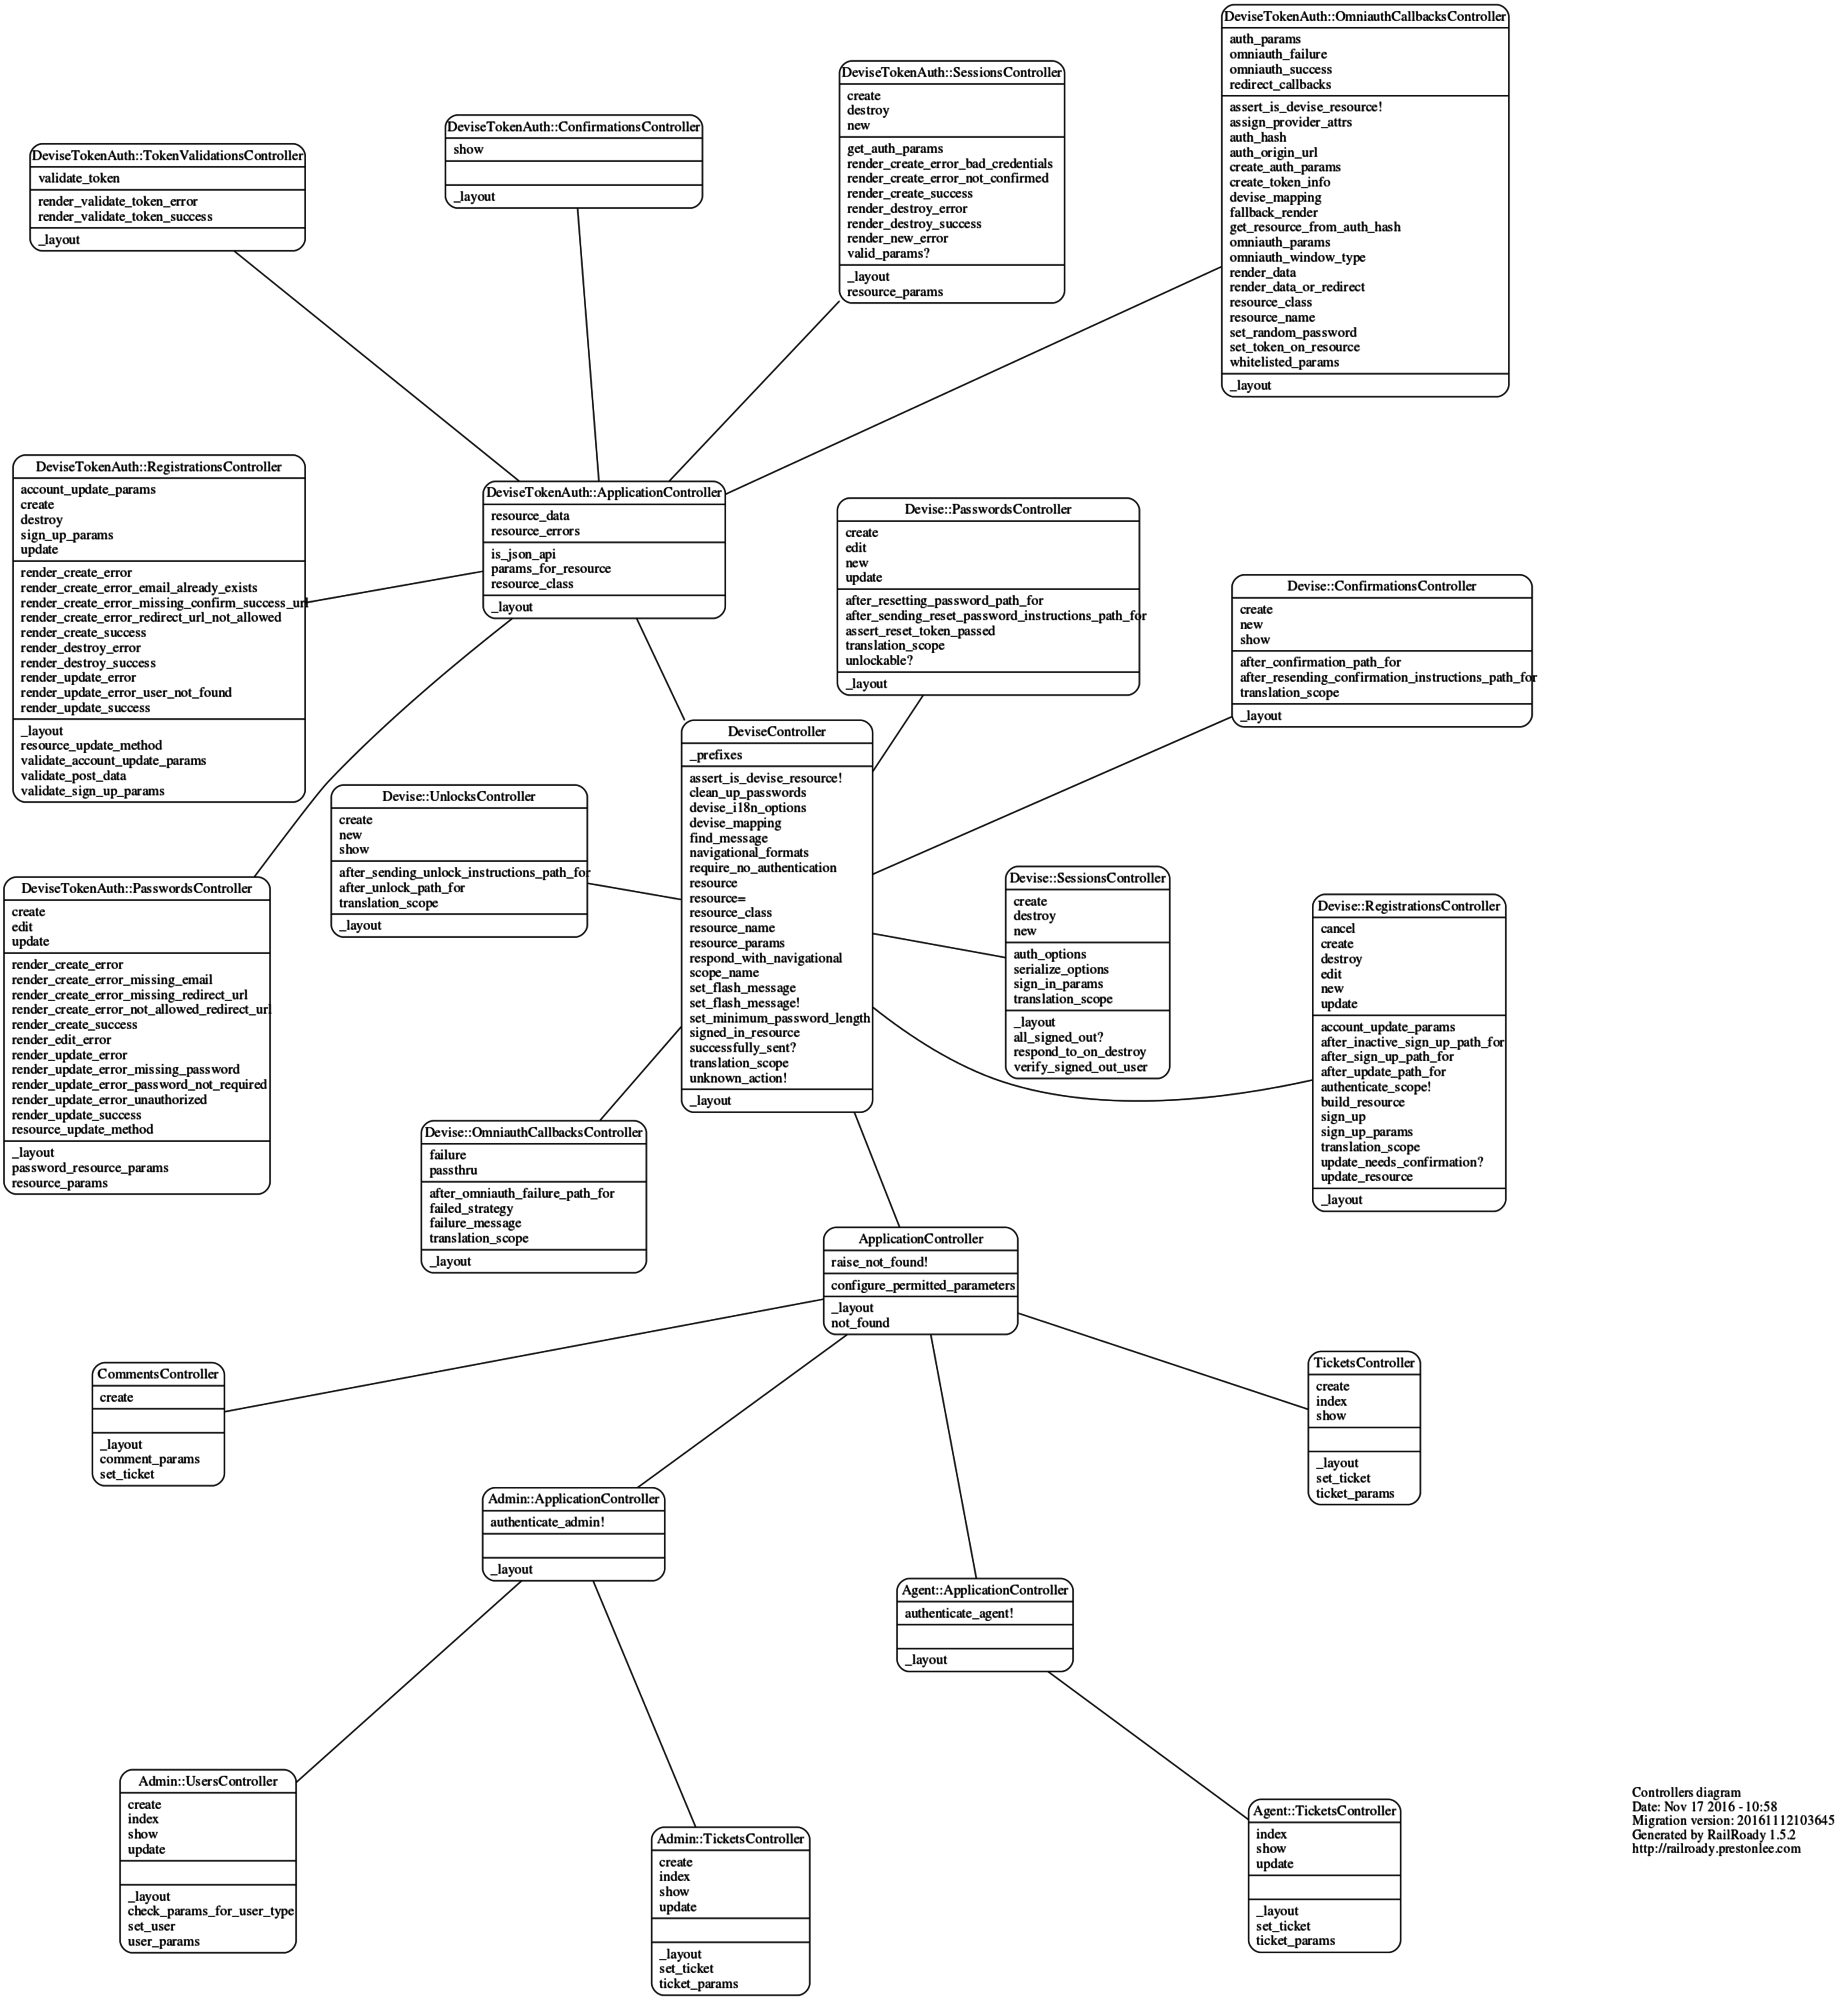 DeviseTokenAuth::OmniauthCallbacksController
auth_params
omniauth_failure
omniauth_success
redirect_callbacks
assert_is_devise_resource!
assign_provider_attrs
auth_hash
auth_origin_url
create_auth_params
create_token_info
devise_mapping
fallback_render
get_resource_from_auth_hash
omniauth_params
omniauth_window_type
render_data
render_data_or_redirect
resource_class
resource_name
set_random_password
set_token_on_resource
whitelisted_params
_layout
DeviseTokenAuth::SessionsController
create
destroy
new
get_auth_params
render_create_error_bad_credentials
render_create_error_not_confirmed
render_create_success
render_destroy_error
render_destroy_success
render_new_error
valid_params?
_layout
resource_params
DeviseTokenAuth::ConfirmationsController
show
_layout
DeviseTokenAuth::TokenValidationsController
validate_token
render_validate_token_error
render_validate_token_success
_layout
DeviseTokenAuth::RegistrationsController
account_update_params
create
destroy
sign_up_params
update
render_create_error
render_create_error_email_already_exists
render_create_error_missing_confirm_success_url
render_create_error_redirect_url_not_allowed
render_create_success
render_destroy_error
render_destroy_success
render_update_error
render_update_error_user_not_found
render_update_success
_layout
resource_update_method
validate_account_update_params
validate_post_data
validate_sign_up_params
DeviseTokenAuth::ApplicationController
resource_data
resource_errors
is_json_api
params_for_resource
resource_class
_layout
Devise::PasswordsController
create
edit
new
update
after_resetting_password_path_for
after_sending_reset_password_instructions_path_for
assert_reset_token_passed
translation_scope
unlockable?
_layout
Devise::ConfirmationsController
create
new
show
after_confirmation_path_for
after_resending_confirmation_instructions_path_for
translation_scope
_layout
DeviseController
_prefixes
assert_is_devise_resource!
clean_up_passwords
devise_i18n_options
devise_mapping
find_message
navigational_formats
require_no_authentication
resource
resource=
resource_class
resource_name
resource_params
respond_with_navigational
scope_name
set_flash_message
set_flash_message!
set_minimum_password_length
signed_in_resource
successfully_sent?
translation_scope
unknown_action!
_layout
Devise::UnlocksController
create
new
show
after_sending_unlock_instructions_path_for
after_unlock_path_for
translation_scope
_layout
Devise::SessionsController
create
destroy
new
auth_options
serialize_options
sign_in_params
translation_scope
_layout
all_signed_out?
respond_to_on_destroy
verify_signed_out_user
Devise::RegistrationsController
cancel
create
destroy
edit
new
update
account_update_params
after_inactive_sign_up_path_for
after_sign_up_path_for
after_update_path_for
authenticate_scope!
build_resource
sign_up
sign_up_params
translation_scope
update_needs_confirmation?
update_resource
_layout
DeviseTokenAuth::PasswordsController
create
edit
update
render_create_error
render_create_error_missing_email
render_create_error_missing_redirect_url
render_create_error_not_allowed_redirect_url
render_create_success
render_edit_error
render_update_error
render_update_error_missing_password
render_update_error_password_not_required
render_update_error_unauthorized
render_update_success
resource_update_method
_layout
password_resource_params
resource_params
Devise::OmniauthCallbacksController
failure
passthru
after_omniauth_failure_path_for
failed_strategy
failure_message
translation_scope
_layout
ApplicationController
raise_not_found!
configure_permitted_parameters
_layout
not_found
CommentsController
create
_layout
comment_params
set_ticket
TicketsController
create
index
show
_layout
set_ticket
ticket_params
Admin::ApplicationController
authenticate_admin!
_layout
Agent::ApplicationController
authenticate_agent!
_layout
Admin::UsersController
create
index
show
update
_layout
check_params_for_user_type
set_user
user_params
Admin::TicketsController
create
index
show
update
_layout
set_ticket
ticket_params
Agent::TicketsController
index
show
update
_layout
set_ticket
ticket_params
Controllers diagram
Date: Nov 17 2016 - 10:58
Migration version: 20161112103645
Generated by RailRoady 1.5.2
http://railroady.prestonlee.com